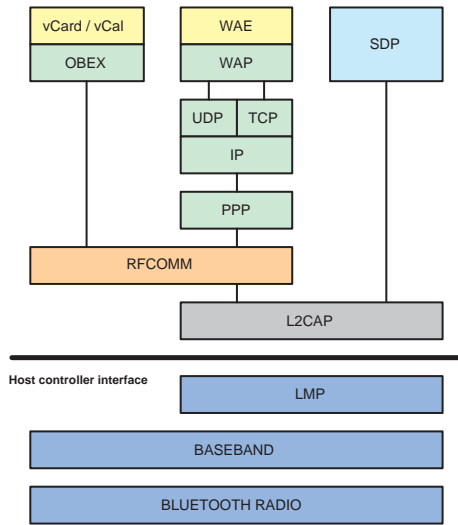 vCard / vCal
WAE
SDP
OBEX
WAP
UDP
TCP
IP
PPP
RFCOMM
L2CAP
Host controller interface
LMP
BASEBAND
BLUETOOTH RADIO